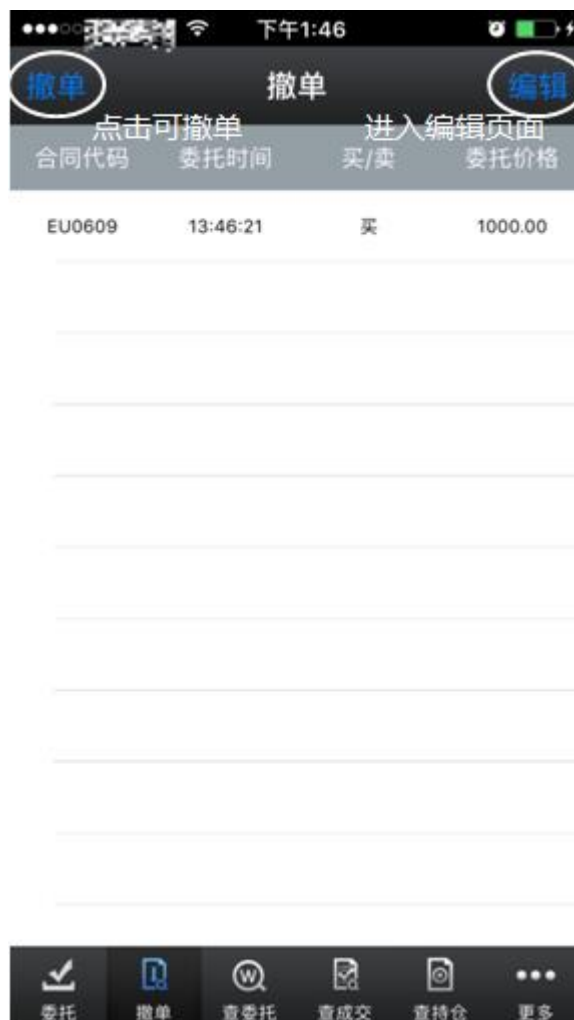 下午1:46
撤单 撤单 编辑
点击可撤单 进入编辑页面
合同代码 委托时间 买/卖 委托价格
EU0609 13:46:21 买 1000.00
委托 撤单 查委托 查成交 查持仓 更多